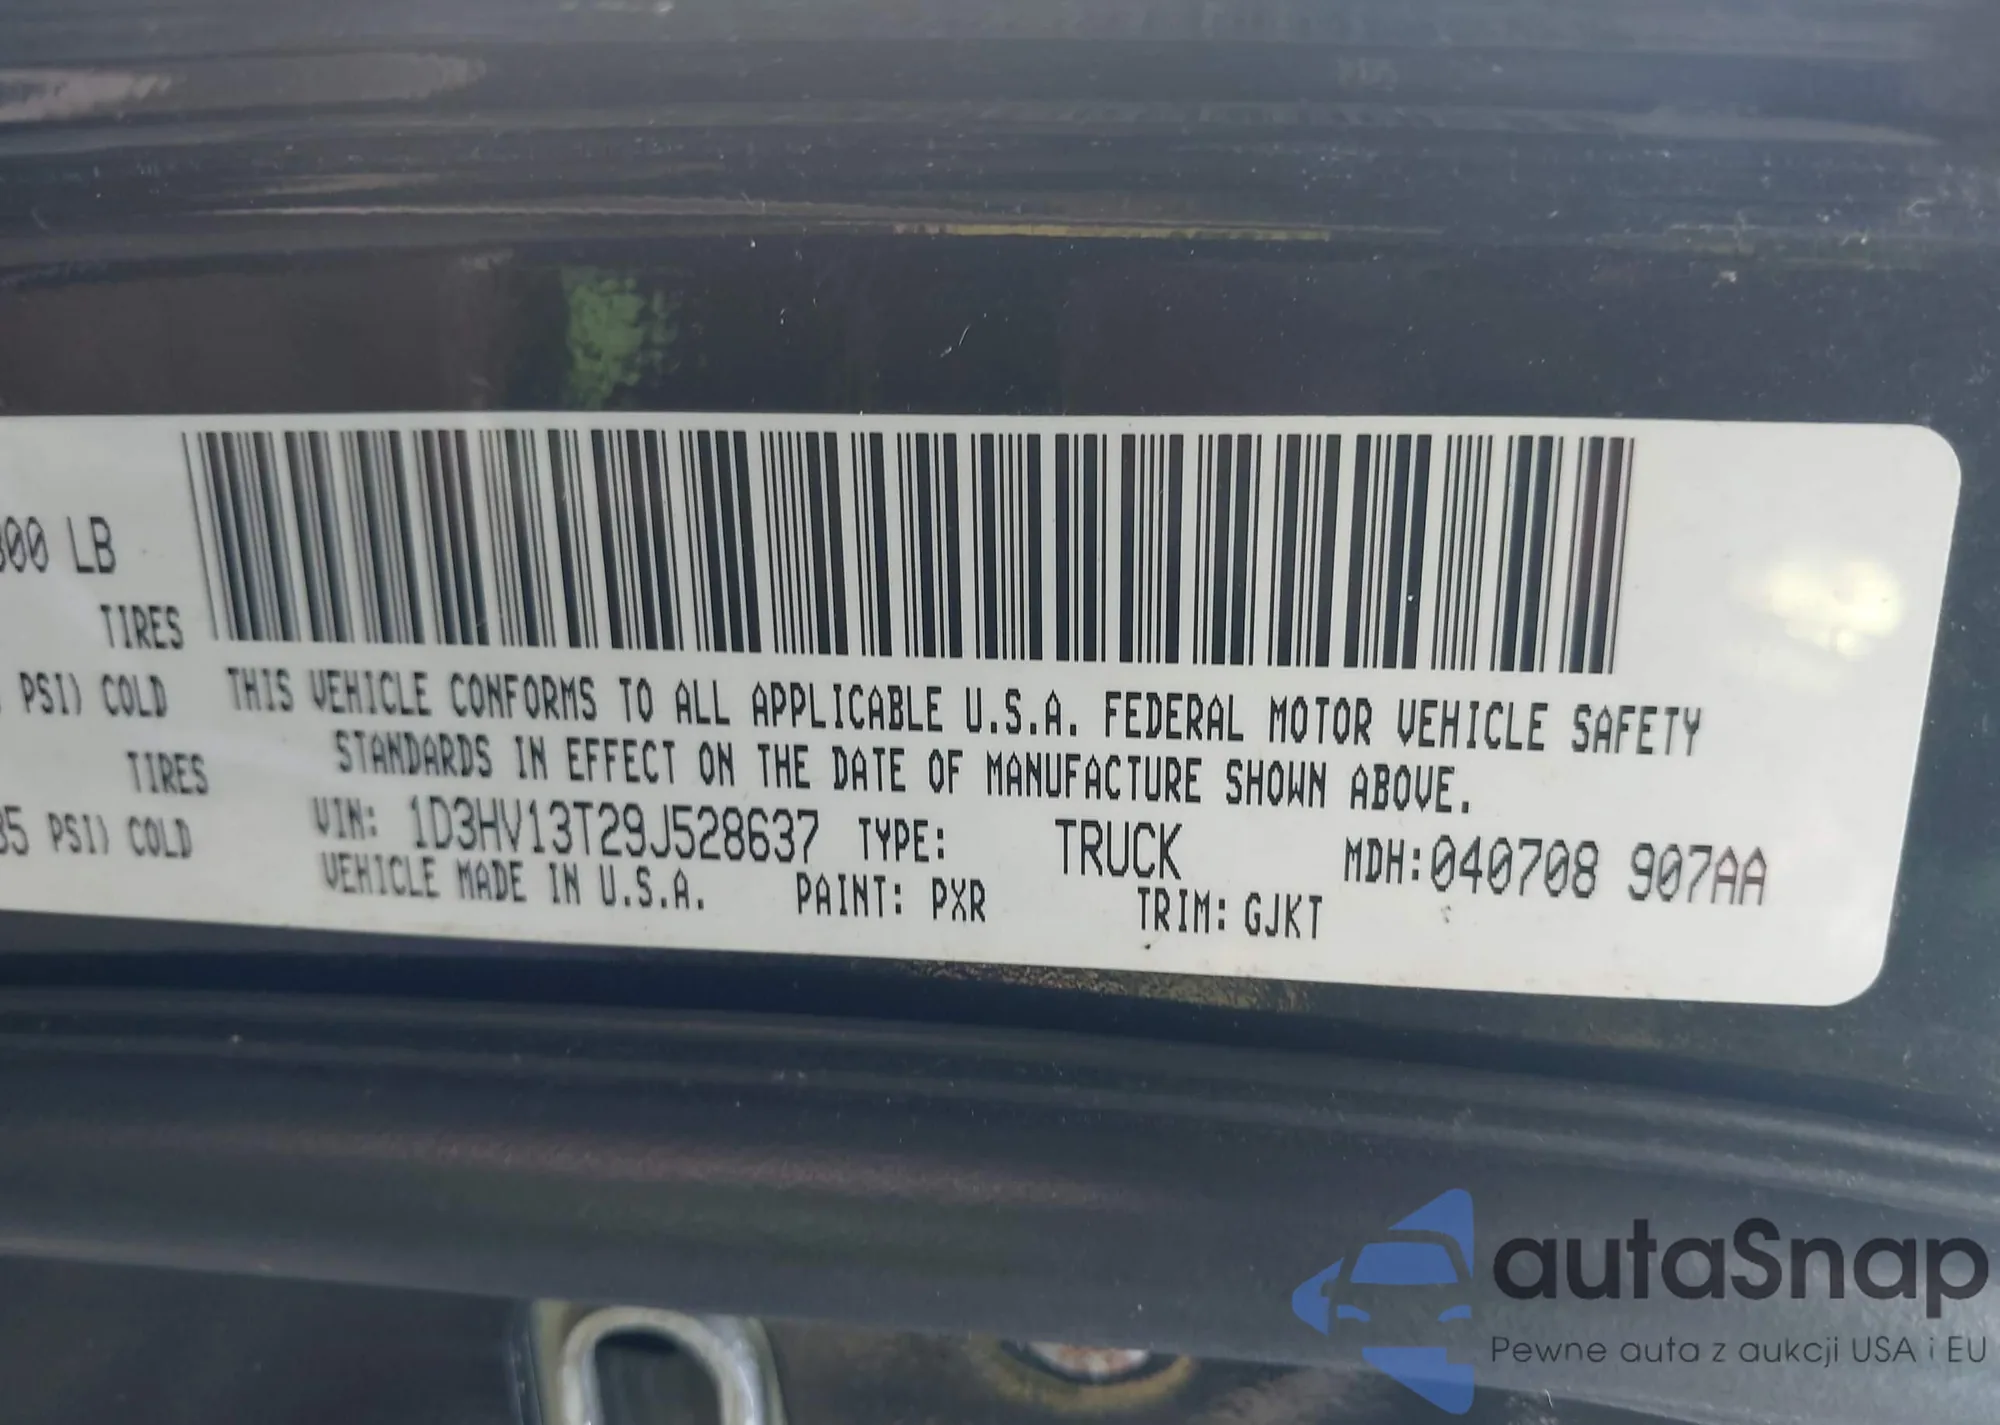 00 LB
TIRES
PSI) COLD
TIRES
35 PSI) COLD
THIS VEHICLE CONFORMS TO ALL APPLICABLE U.S.A. FEDERAL MOTOR VEHICLE SAFETY
STANDARDS IN EFFECT ON THE DATE OF MANUFACTURE SHOWN ABOVE.
VIN: 1D3HV13T29J528637 TYPE: TRUCK MDH:040708 907AA
VEHICLE MADE IN U.S.A. PAINT: PXR TRIM: GJKT
autaSnap
Pewne auta z aukcji USA i EU